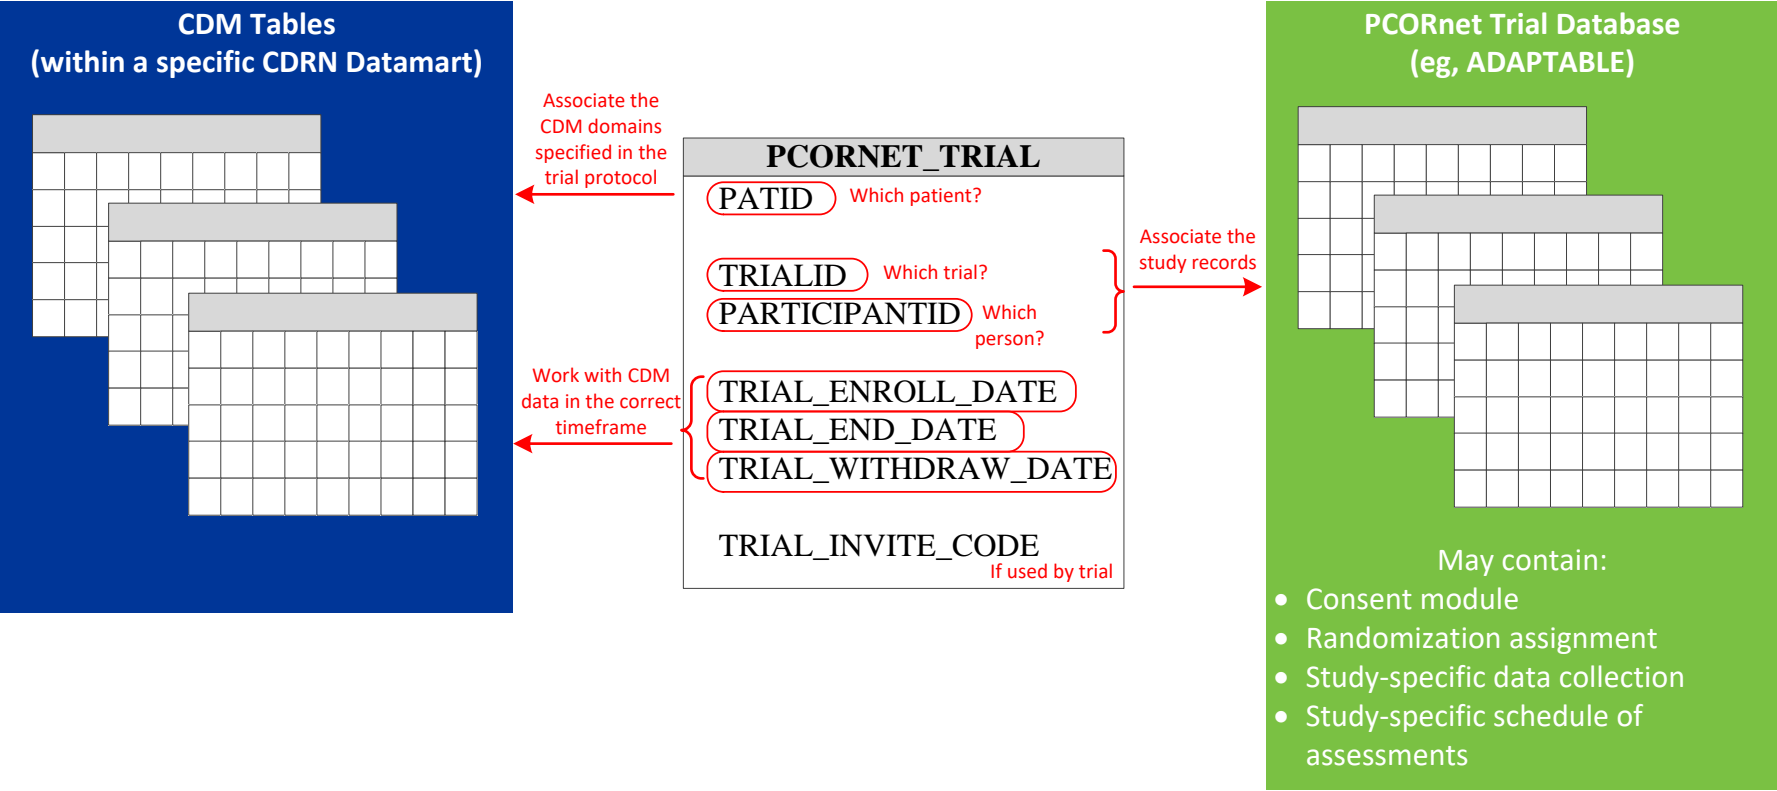 CDM Tables
(within a specific CDRN Datamart)
Associate the
CDM domains
specified in the
trial protocol
Work with CDM
data in the correct
timeframe
PCORNET_TRIAL
PATID Which patient?
TRIALID Which trial?
PARTICIPANTID Which
person?
TRIAL_ENROLL_DATE
TRIAL_END_DATE
TRIAL_WITHDRAW_DATE
TRIAL_INVITE_CODE
If used by trial
Associate the
study records
PCORnet Trial Database
(eg, ADAPTABLE)
May contain:
• Consent module
• Randomization assignment
• Study-specific data collection
• Study-specific schedule of
assessments